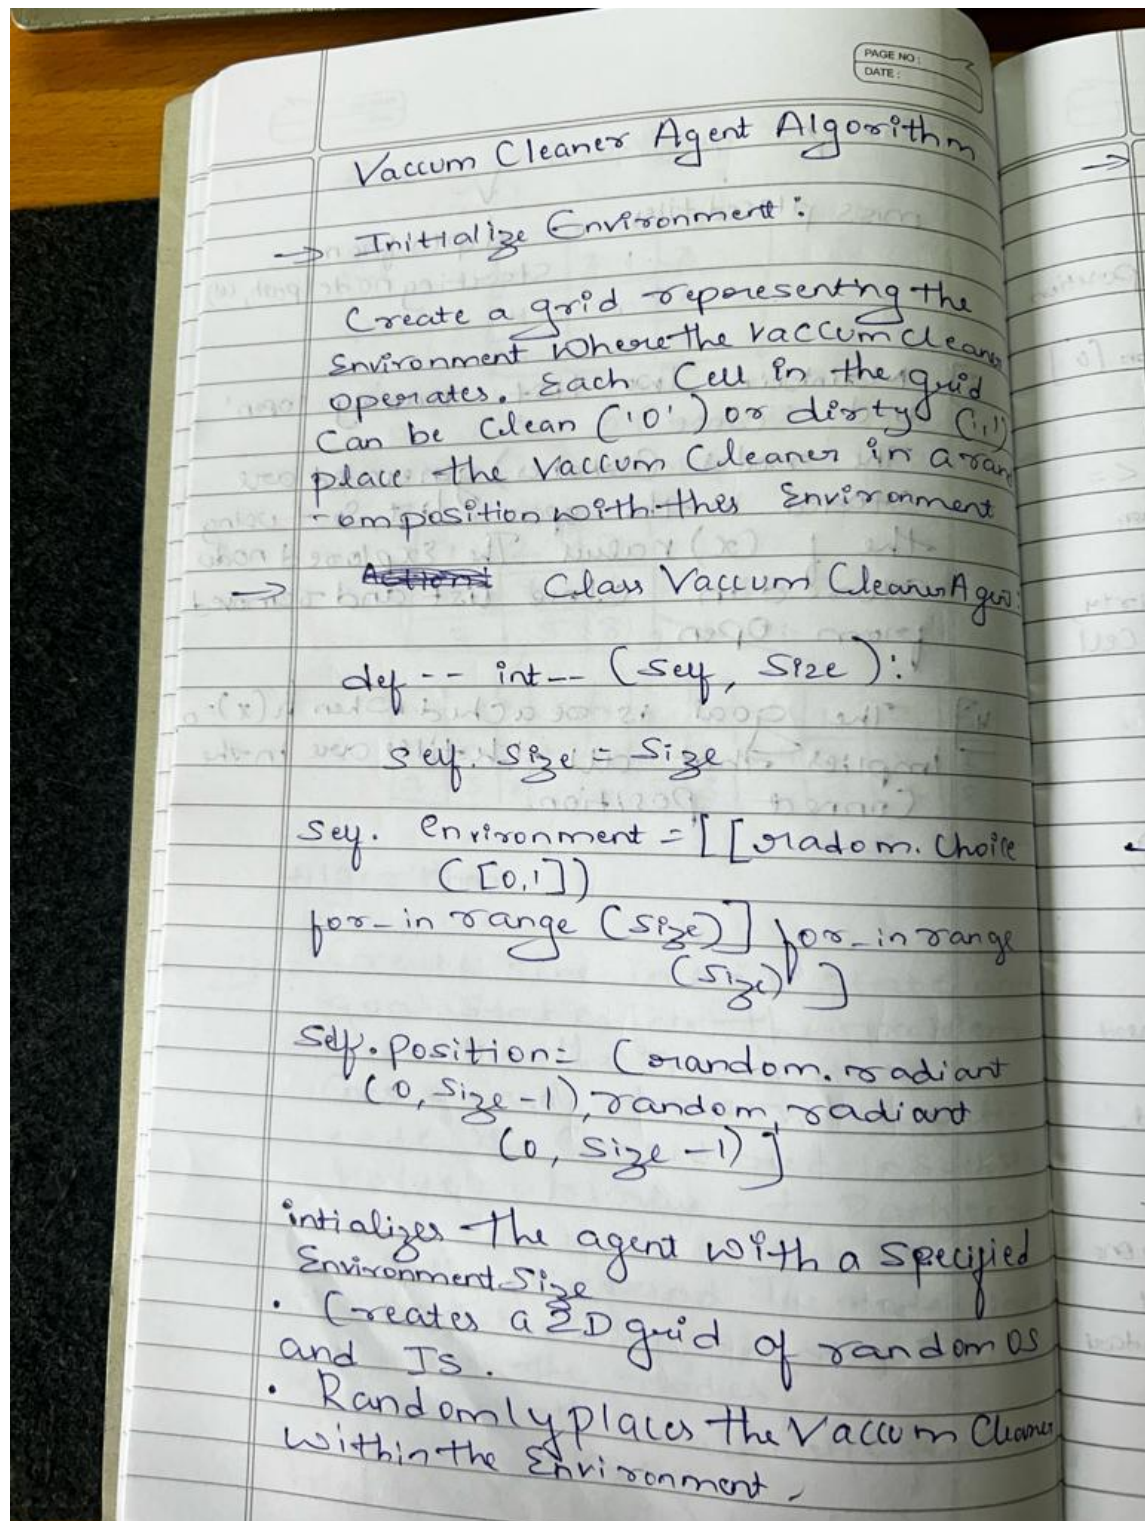 PAGE NO :
DATE :
Vaccum Cleaner Agent Algorithm
→ Initialize Environment :
Create a grid representing the
Environment where the vaccum cleaner
operates. Each Cell in the grid
Can be clean ('0') or dirty ('1')
place the vaccum Cleaner in a ran
- om position with this Environment
→ Class Vaccum Cleaner Agen:
def -- int -- (self, size):
self. size = Size
self. environment = [[radom. choice
([0,1])
for _ in range (size)] for _ in range
(size) ]
Self. position = (random. radiant
(0, size -1), random. radiant
(0, size -1) ]
intializes the agent with a specified
Environment Size
. Creates a 2D grid of random 0S
and IS .
. Randomly places the Vaccum Cleaner
within the Environment .